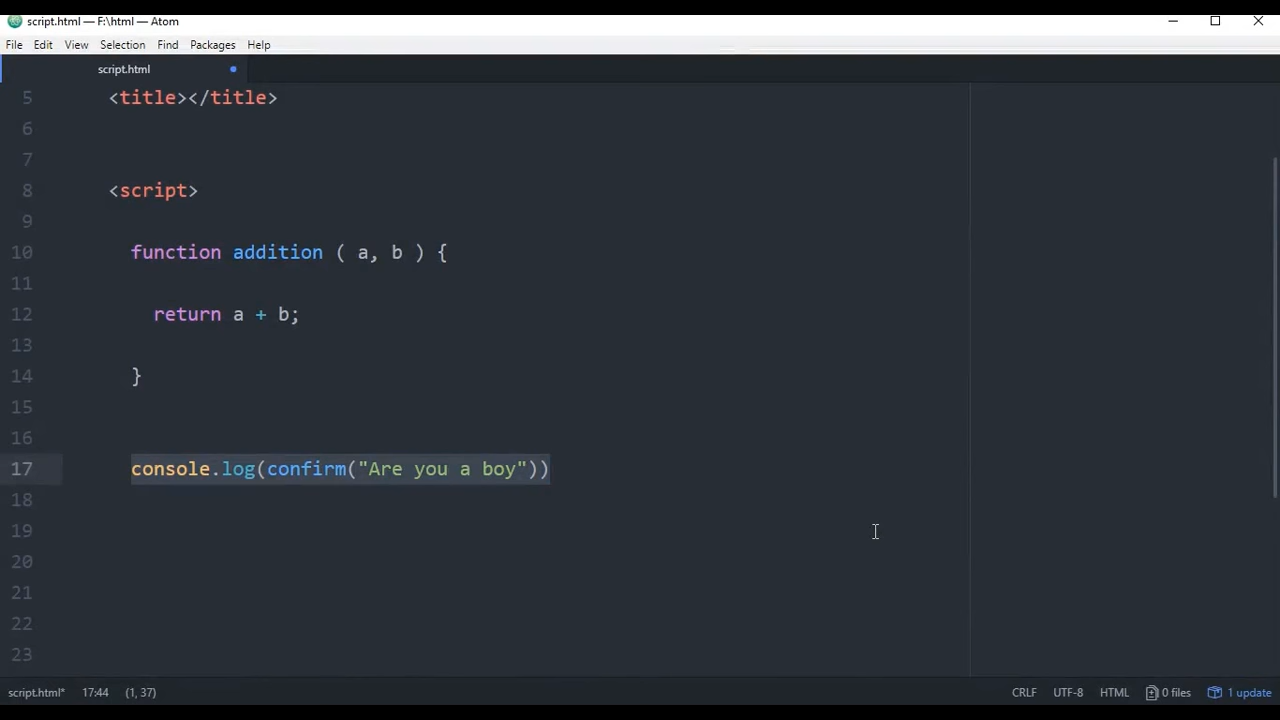 script.html — F:\html — Atom
File Edit View Selection Find Packages Help
script.html
5 <title></title>
6
7
8 <script>
9
10 function addition ( a, b ) {
11
12 return a + b;
13
14 }
15
16
17 console.log(confirm("Are you a boy"))
18
19
20
21
22
23
script.html* 17:44 (1, 37) CRLF UTF-8 HTML 0 files 1 update